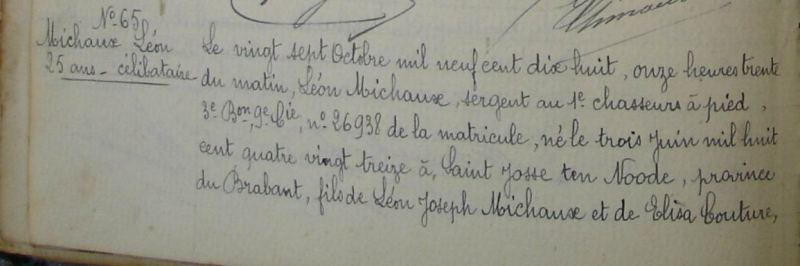 N° 65
Michaux Léon
25 ans - célibataire
Le vingt sept Octobre mil neuf cent dix huit, onze heures trente
du matin, Léon Michaux, sergent au 1e chasseurs à pied,
3e Bon, 9e Cie, n° 26938 de la matricule, né le trois Juin mil huit
cent quatre vingt treize à, Saint Josse ten Noode, province
du Brabant, fils de Léon Joseph Michaux et de Elisa Couture,